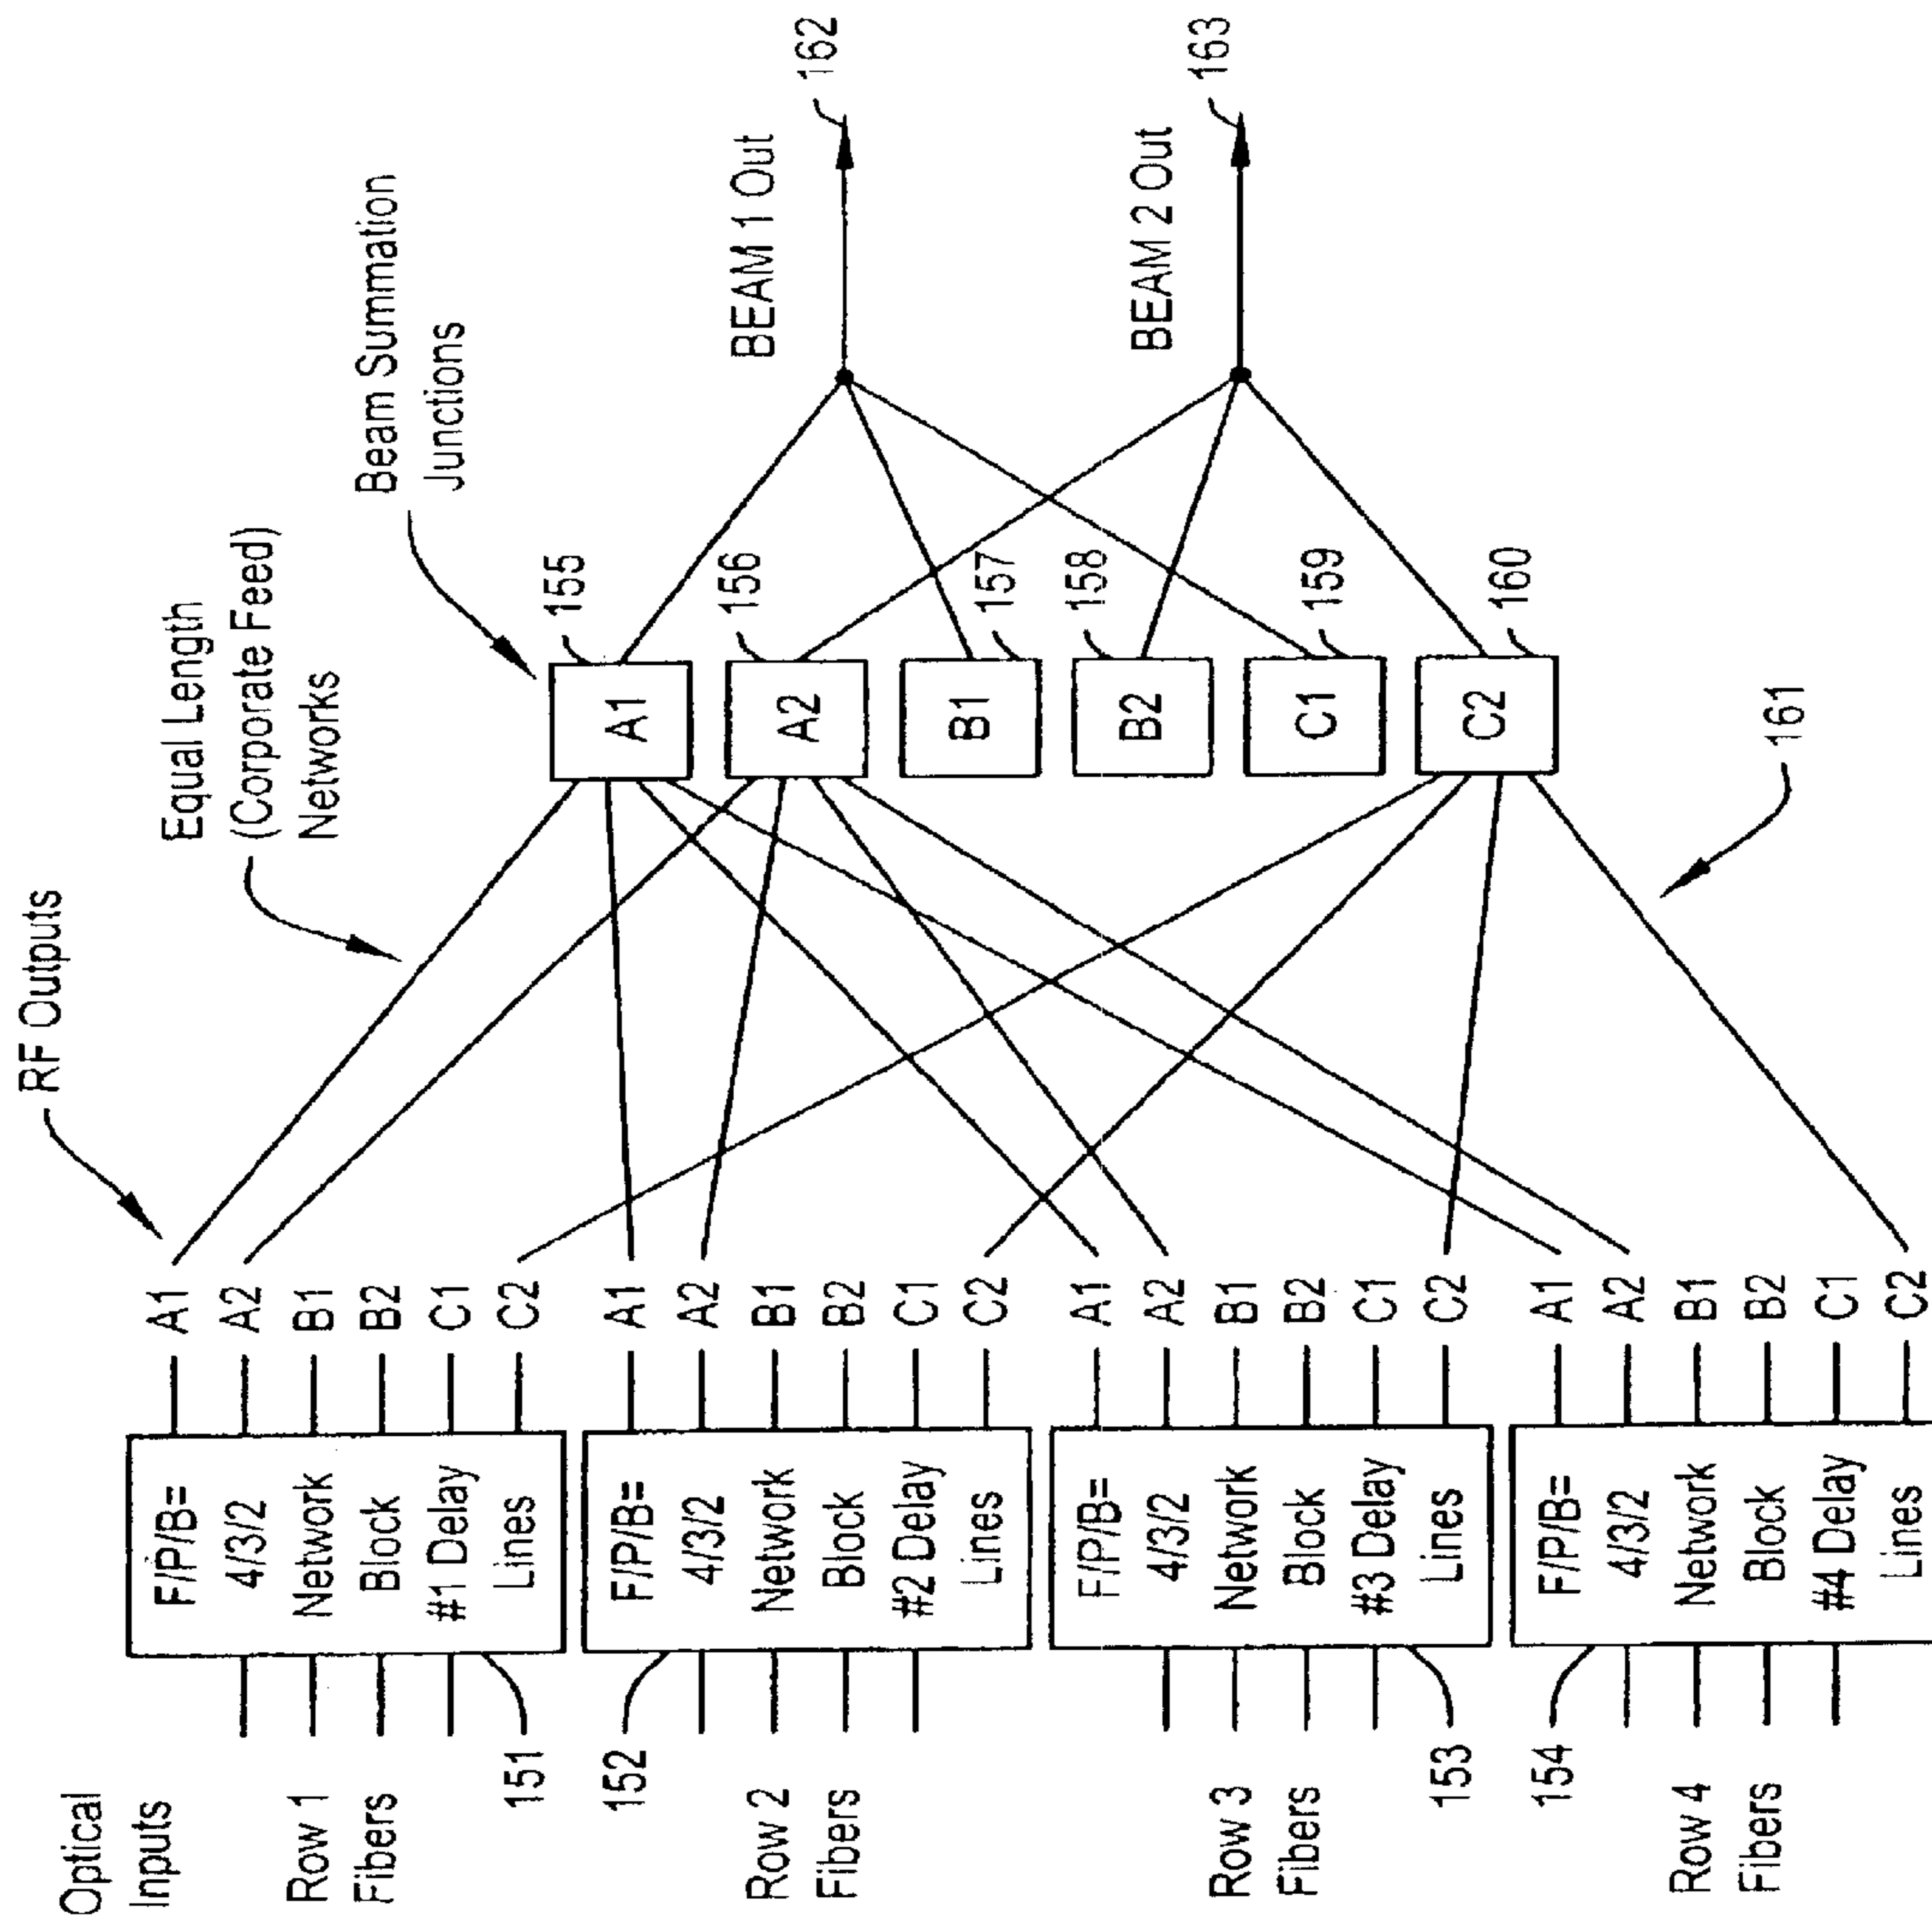 Optical
Inputs
Row 1
Fibers
151
152
Row 2
Fibers
Row 3
Fibers
153
154
Row 4
Fibers
F/P/B=
4/3/2
Network
Block
#1 Delay
Lines
F/P/B=
4/3/2
Network
Block
#2 Delay
Lines
F/P/B=
4/3/2
Network
Block
#3 Delay
Lines
F/P/B=
4/3/2
Network
Block
#4 Delay
Lines
RF Outputs
A1
A2
B1
B2
C1
C2
A1
A2
B1
B2
C1
C2
A1
A2
B1
B2
C1
C2
A1
A2
B1
B2
C1
C2
Equal Length
(Corporate Feed)
Networks
161
Beam Summation
Junctions
155
A1
156
A2
157
B1
158
B2
159
C1
160
C2
BEAM 1 Out
162
BEAM 2 Out
163